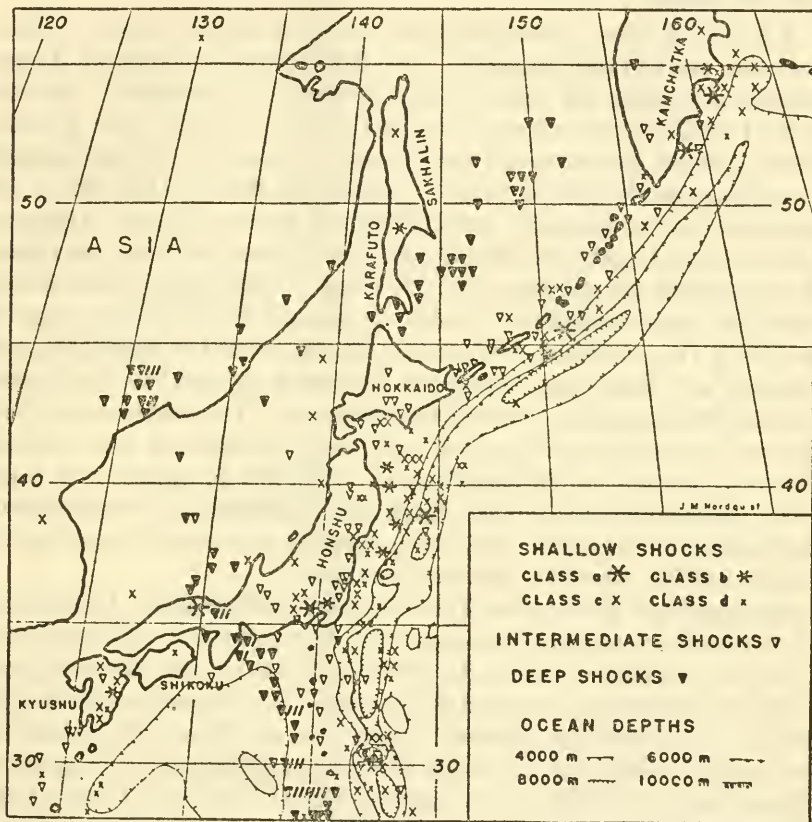 120 130 140 150 160
KAMCHATKA
SAKHALIN
50 50
ASIA
KARAFUTO
HOKKAIDO
40 40
J M Nordquist
HONSHU
SHALLOW SHOCKS
CLASS a CLASS b
CLASS c x CLASS d x
INTERMEDIATE SHOCKS
DEEP SHOCKS
SHIKOKU
KYUSHU
OCEAN DEPTHS
30 30
4000 m 6000 m
8000 m 10000 m